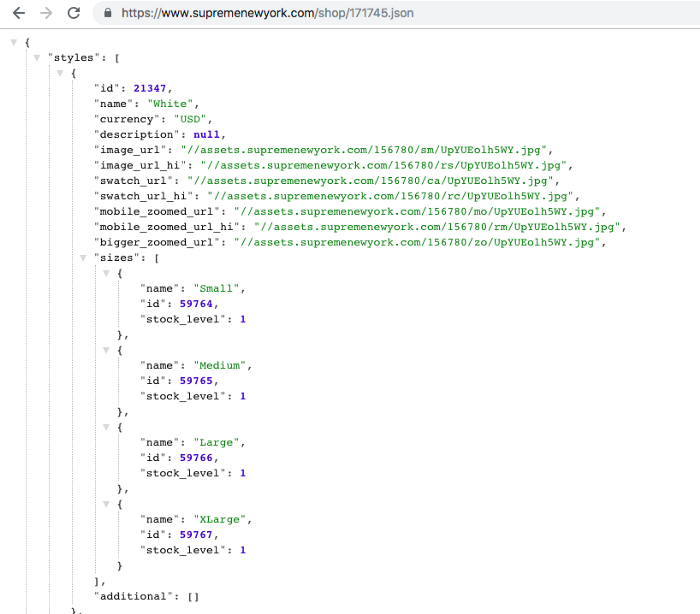 https://www.supremenewyork.com/shop/171745.json
{
"styles": [
{
"id": 21347,
"name": "White",
"currency": "USD",
"description": null,
"image_url": "//assets.supremenewyork.com/156780/sm/UpYUEolh5WY.jpg",
"image_url_hi": "//assets.supremenewyork.com/156780/rs/UpYUEolh5WY.jpg",
"swatch_url": "//assets.supremenewyork.com/156780/ca/UpYUEolh5WY.jpg",
"swatch_url_hi": "//assets.supremenewyork.com/156780/rc/UpYUEolh5WY.jpg",
"mobile_zoomed_url": "//assets.supremenewyork.com/156780/mo/UpYUEolh5WY.jpg",
"mobile_zoomed_url_hi": "//assets.supremenewyork.com/156780/rm/UpYUEolh5WY.jpg",
"bigger_zoomed_url": "//assets.supremenewyork.com/156780/zo/UpYUEolh5WY.jpg",
"sizes": [
{
"name": "Small",
"id": 59764,
"stock_level": 1
},
{
"name": "Medium",
"id": 59765,
"stock_level": 1
},
{
"name": "Large",
"id": 59766,
"stock_level": 1
},
{
"name": "XLarge",
"id": 59767,
"stock_level": 1
}
],
"additional": []
},